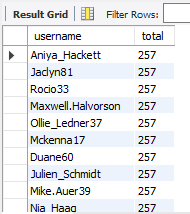 Result Grid Filter Rows:
username total
Aniya_Hackett 257
Jaclyn81 257
Rocio33 257
Maxwell.Halvorson 257
Ollie_Ledner37 257
Mckenna17 257
Duane60 257
Julien_Schmidt 257
Mike.Auer39 257
Nia_Haag 257